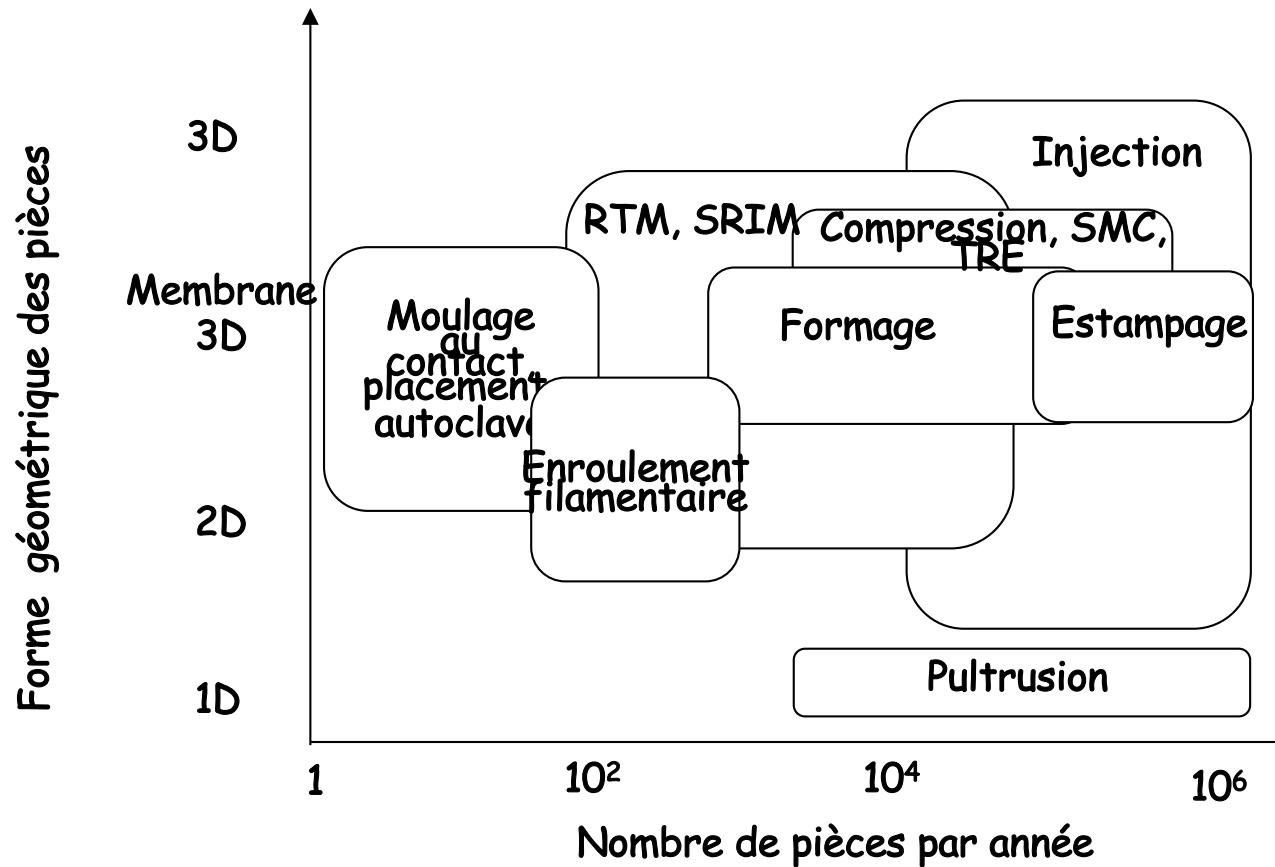 Forme géométrique des pièces
3D
Membrane
3D
2D
1D
Injection
RTM, SRIM
Compression, SMC,
TRE
Moulage
au
contact
placement
autoclave
Formage
Estampage
Enroulement
filamentaire
Pultrusion
1
10²
10⁴
10⁶
Nombre de pièces par année